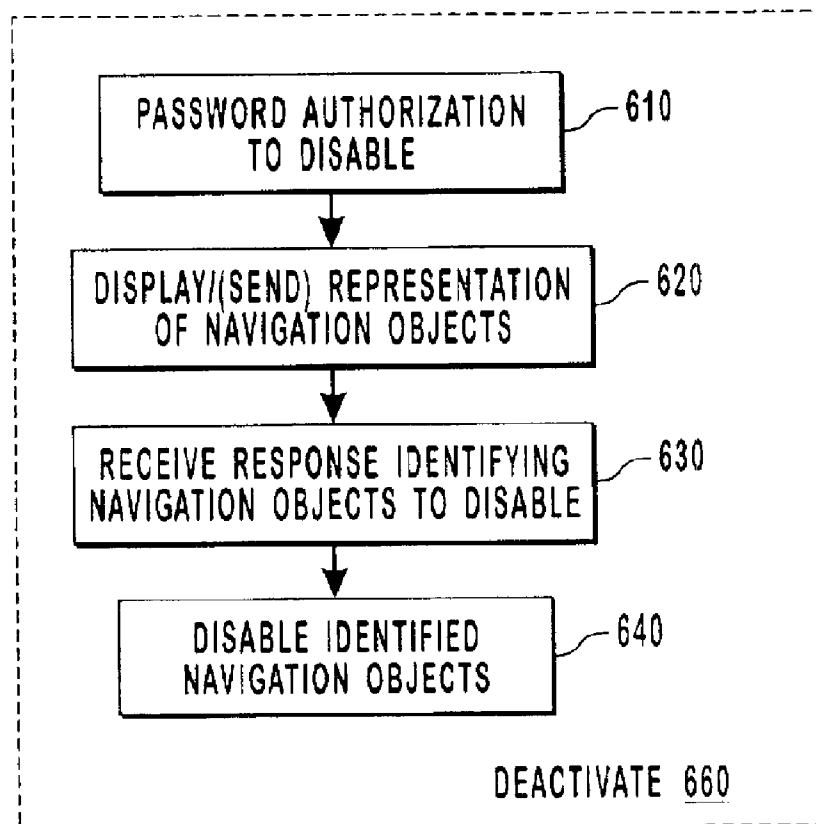 PASSWORD AUTHORIZATION
TO DISABLE
610
DISPLAY/(SEND) REPRESENTATION
OF NAVIGATION OBJECTS
620
RECEIVE RESPONSE IDENTIFYING
NAVIGATION OBJECTS TO DISABLE
630
DISABLE IDENTIFIED
NAVIGATION OBJECTS
640
DEACTIVATE 660